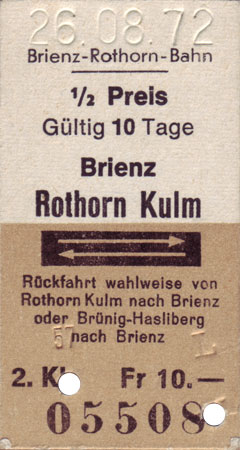 26.08.72
Brienz-Rothorn-Bahn
½ Preis
Gültig 10 Tage
Brienz
Rothorn Kulm
Rückfahrt wahlweise von
Rothorn Kulm nach Brienz
oder Brünig-Hasliberg
57
nach Brienz
2. Kl Fr 10.—
05508